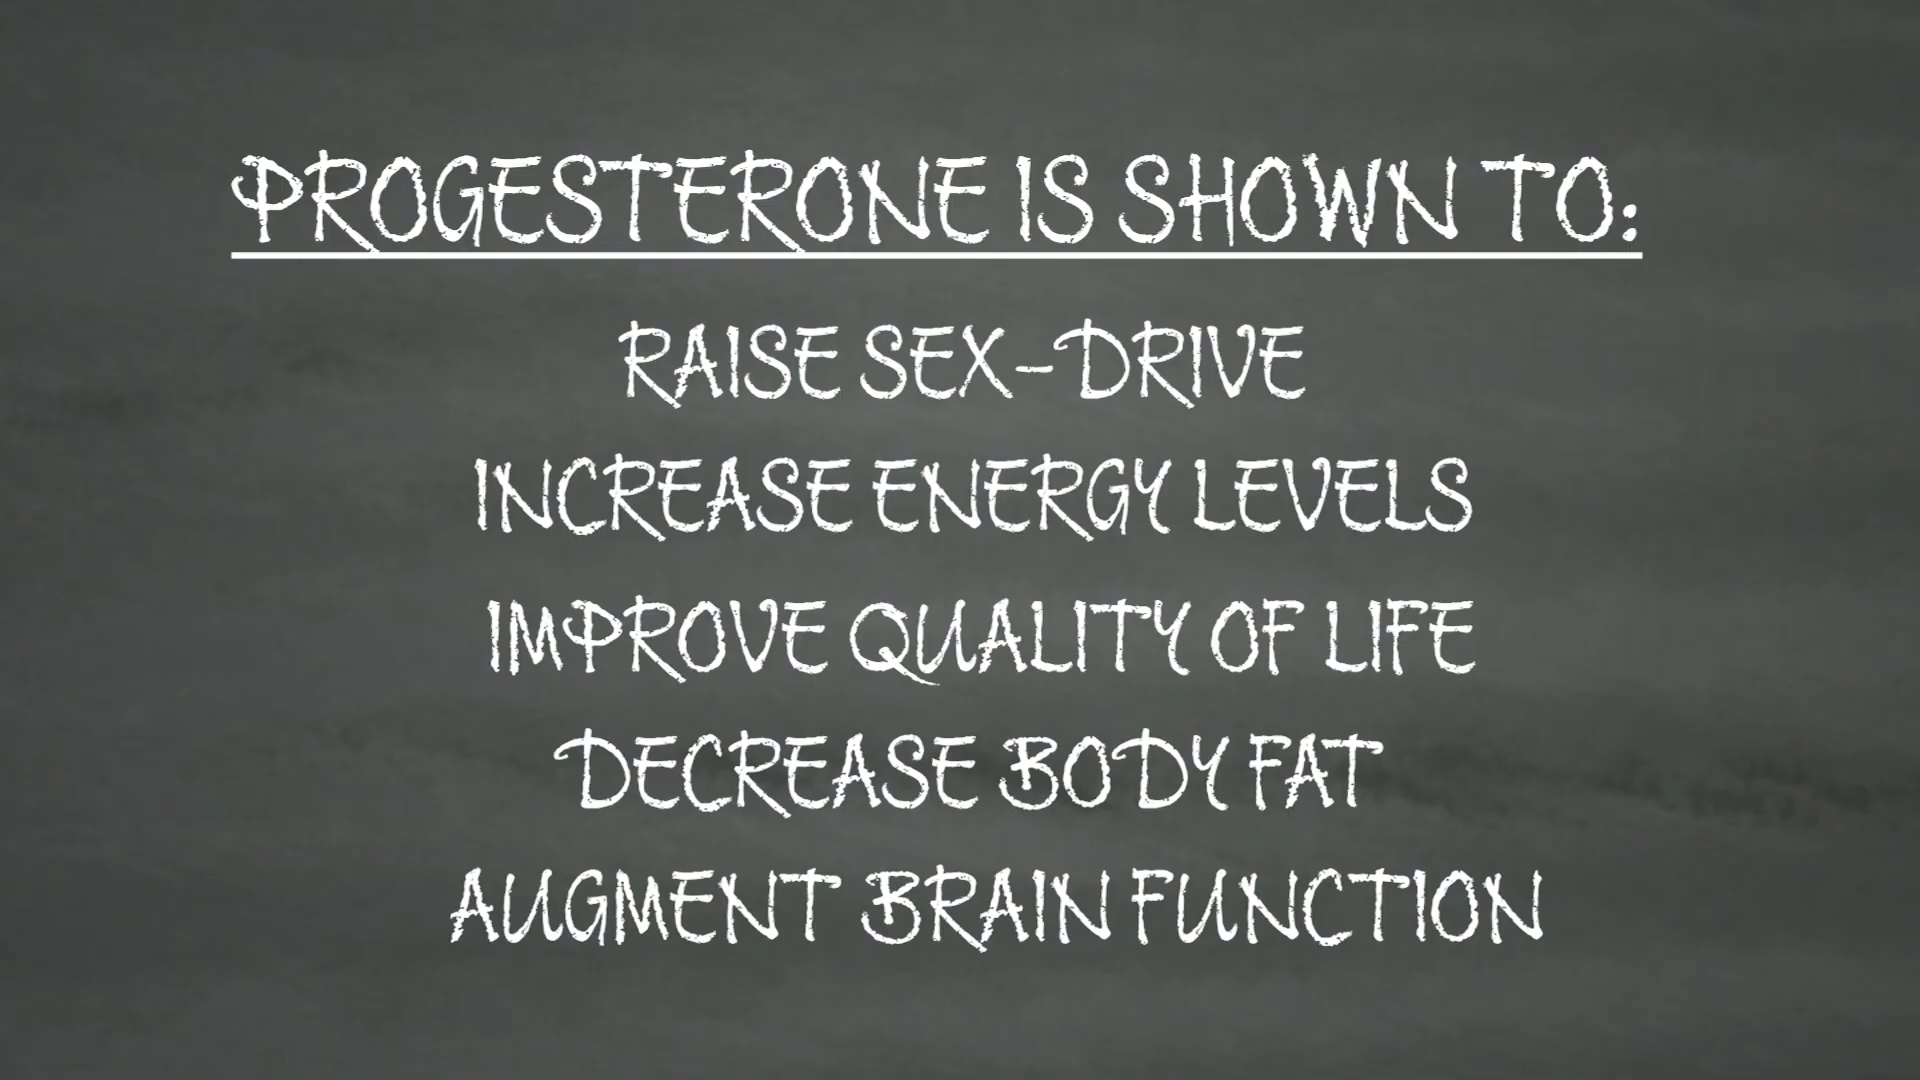 PROGESTERONE IS SHOWN TO:
RAISE SEX-DRIVE
INCREASE ENERGY LEVELS
IMPROVE QUALITY OF LIFE
DECREASE BODY FAT
AUGMENT BRAIN FUNCTION